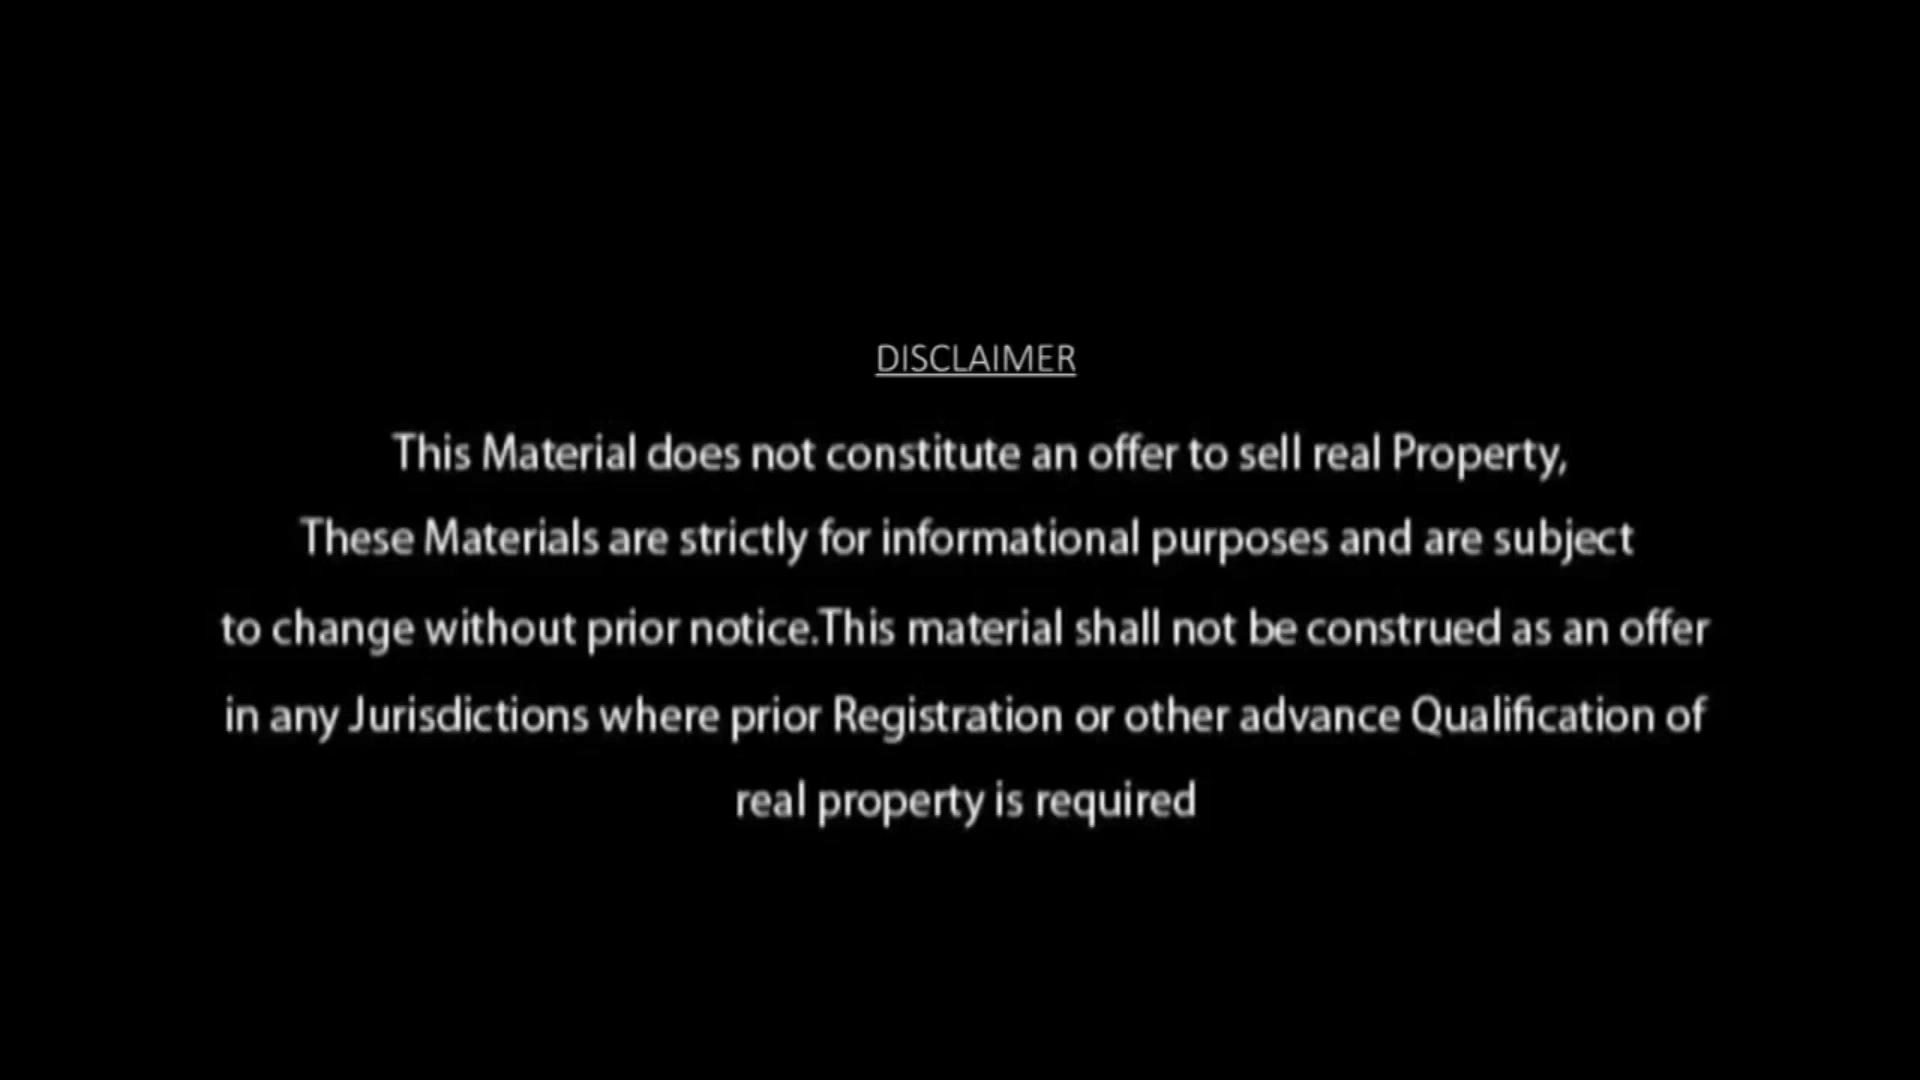 DISCLAIMER
This Material does not constitute an offer to sell real Property,
These Materials are strictly for informational purposes and are subject
to change without prior notice.This material shall not be construed as an offer
in any Jurisdictions where prior Registration or other advance Qualification of
real property is required